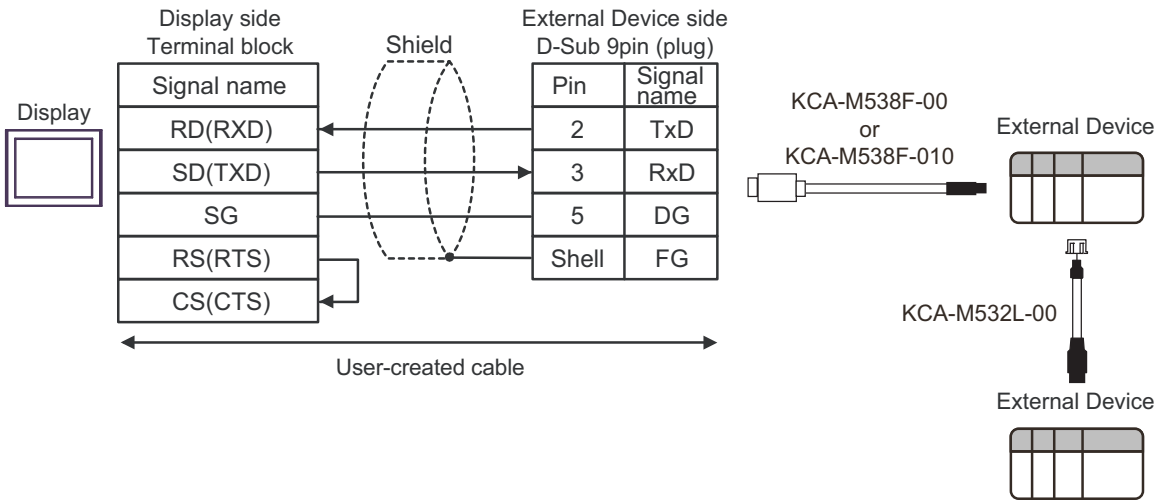 Display side
Terminal block
Shield
External Device side
D-Sub 9pin (plug)
Display
Signal name
RD(RXD)
SD(TXD)
SG
RS(RTS)
CS(CTS)
Pin
Signal
name
2
TxD
3
RxD
5
DG
Shell
FG
User-created cable
KCA-M538F-00
or
KCA-M538F-010
External Device
KCA-M532L-00
External Device